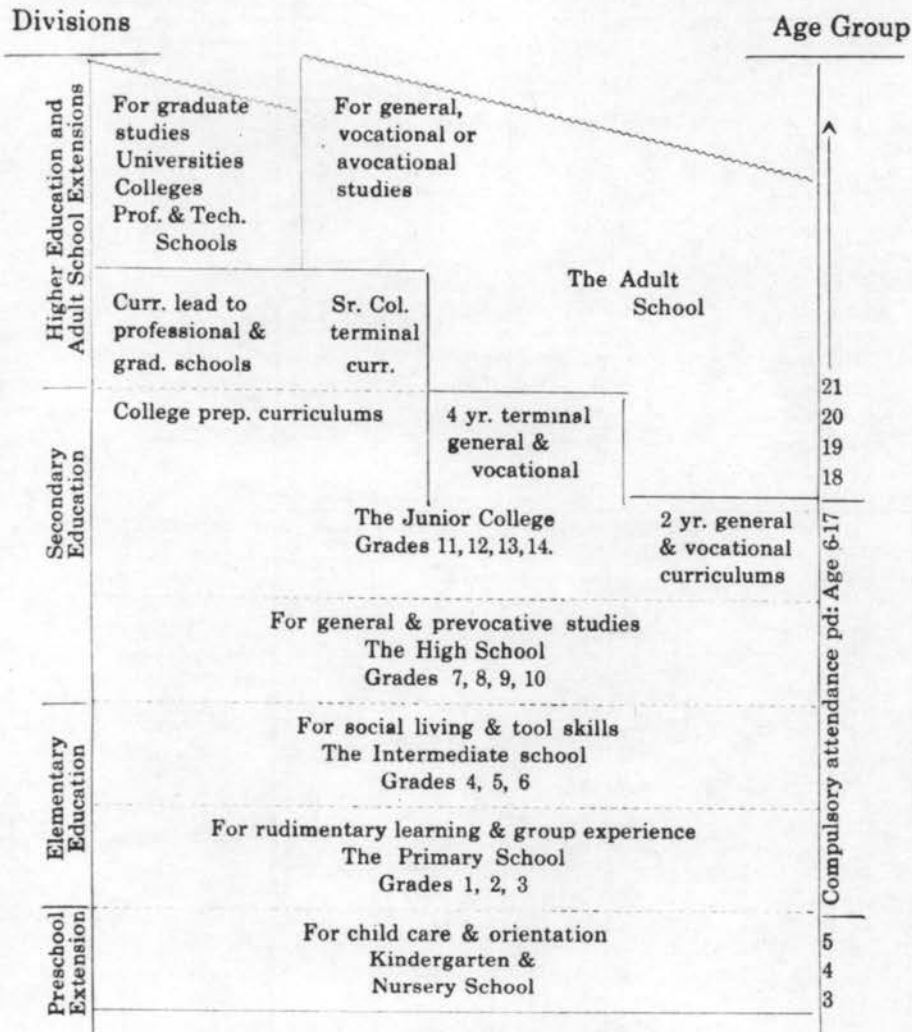 Divisions
Age Group
Higher Education and
Adult School Extensions
For graduate
studies
Universities
Colleges
Prof. & Tech.
Schools
For general,
vocational or
avocational
studies
The Adult
School
Curr. lead to
professional &
grad. schools
Sr. Col.
terminal
curr.
21
20
19
18
Secondary
Education
College prep. curriculums
4 yr. terminal
general &
vocational
The Junior College
Grades 11, 12, 13, 14.
2 yr. general
& vocational
curriculums
Compulsory attendance pd: Age 6-17
For general & prevocative studies
The High School
Grades 7, 8, 9, 10
Elementary
Education
For social living & tool skills
The Intermediate school
Grades 4, 5, 6
For rudimentary learning & group experience
The Primary School
Grades 1, 2, 3
Preschool
Extension
For child care & orientation
Kindergarten &
Nursery School
5
4
3